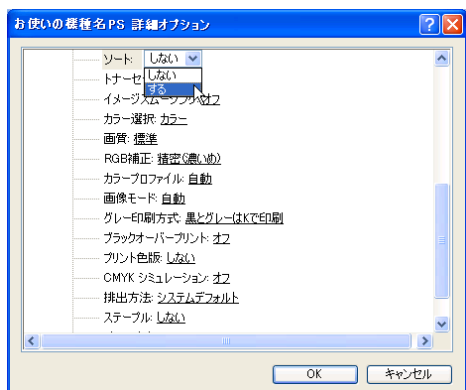 お使いの機種名PS 詳細オプション
ソート: しない
しない
トナーセ
する
イメージスムージング: オフ
カラー選択: カラー
画質: 標準
RGB補正: 精密(濃いめ)
カラープロファイル: 自動
画像モード: 自動
グレー印刷方式: 黒とグレーはKで印刷
ブラックオーバープリント: オフ
プリント色版: しない
CMYK シミュレーション: オフ
排出方法: システムデフォルト
ステープル: しない
OK キャンセル